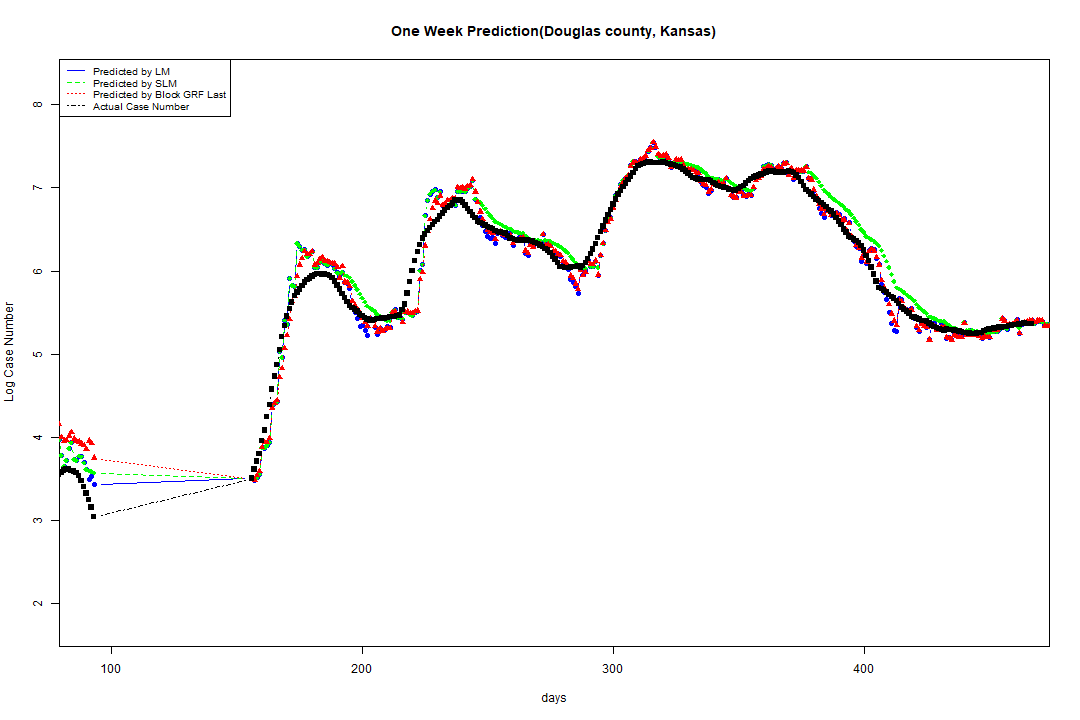 One Week Prediction(Douglas county, Kansas)
Predicted by LM
Predicted by SLM
Predicted by Block GRF Last
Actual Case Number
8
7
6
5
4
3
2
Log Case Number
100 200 300 400
days